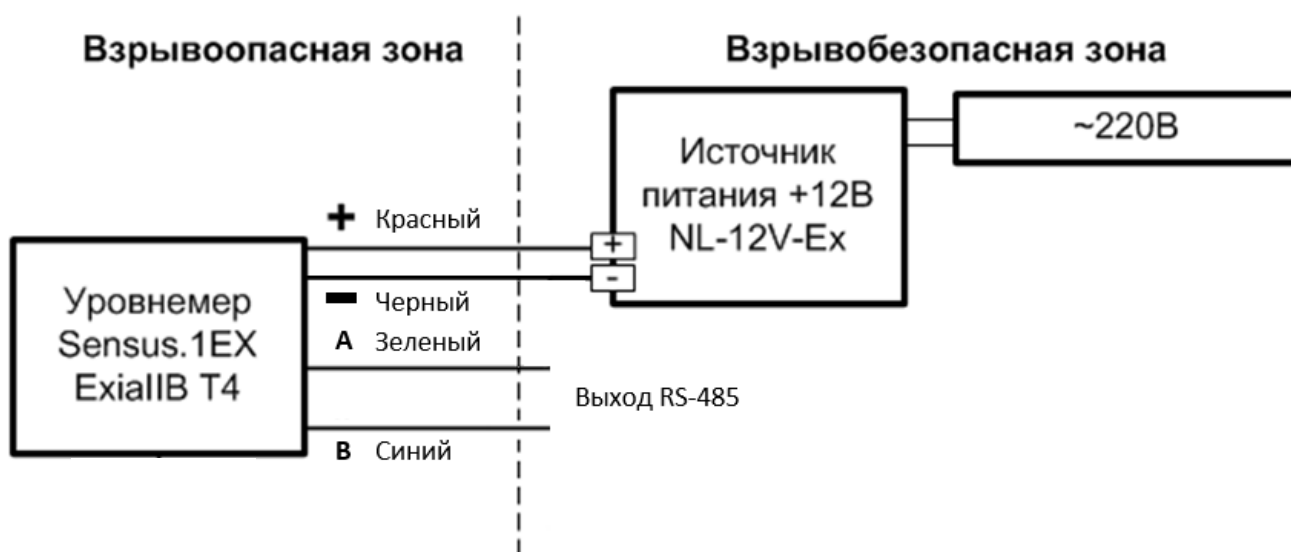 Взрывоопасная зона
Взрывобезопасная зона
~220В
Источник
питания +12В
NL-12V-Ex
+ Красный
+
-
Уровнемер
Sensus.1EX
ExiaIIB T4
- Черный
A Зеленый
Выход RS-485
B Синий